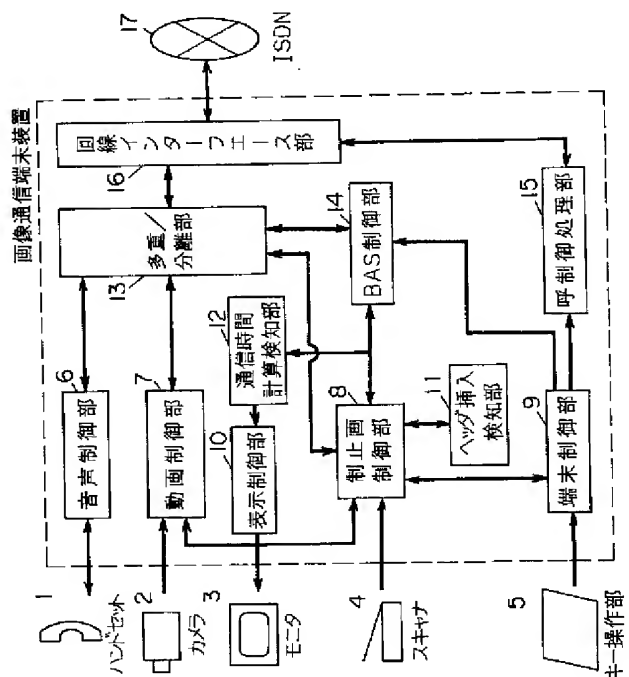 画像通信端末装置
1
ハンドセット
2
カメラ
3
モニタ
4
スキャナ
5
キー操作部
6
音声制御部
7
動画制御部
8
制止画
制御部
9
端末制御部
10
表示制御部
11
ヘッダ挿入
検知部
12
通信時間
計算検知部
13
多重/
分離部
14
BAS制御部
15
呼制御処理部
16
回線インターフェース部
17
ISDN